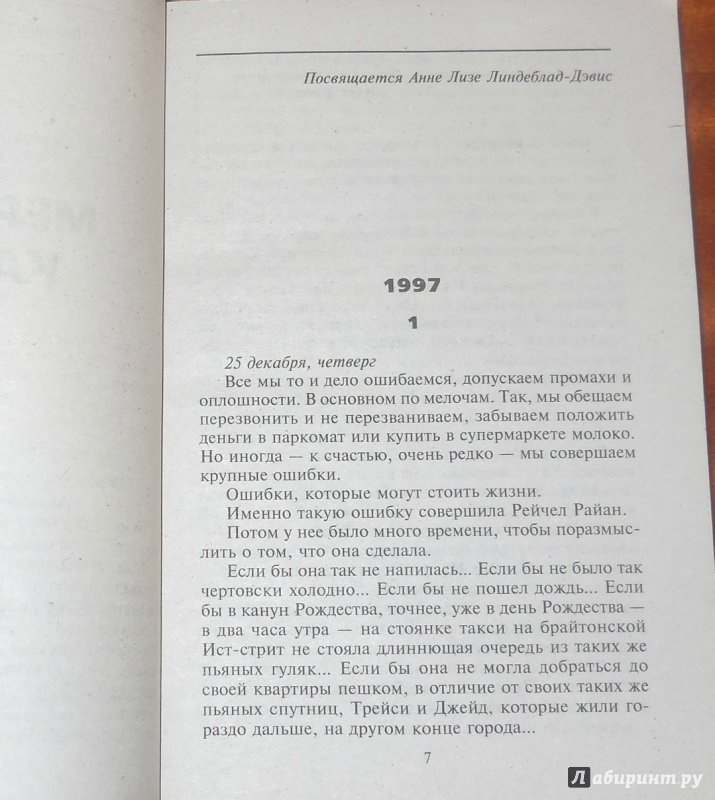 Посвящается Анне Лизе Линдеблад-Дэвис
1997
1
25 декабря, четверг
Все мы то и дело ошибаемся, допускаем промахи и
оплошности. В основном по мелочам. Так, мы обещаем
перезвонить и не перезваниваем, забываем положить
деньги в паркомат или купить в супермаркете молоко.
Но иногда — к счастью, очень редко — мы совершаем
крупные ошибки.
Ошибки, которые могут стоить жизни.
Именно такую ошибку совершила Рейчел Райан.
Потом у нее было много времени, чтобы поразмыс-
лить о том, что она сделала.
Если бы она так не напилась... Если бы не было так
чертовски холодно... Если бы не пошел дождь... Если
бы в канун Рождества, точнее, уже в день Рождества —
в два часа утра — на стоянке такси на брайтонской
Ист-стрит не стояла длиннющая очередь из таких же
пьяных гуляк... Если бы она не могла добраться до
своей квартиры пешком, в отличие от своих таких же
пьяных спутниц, Трейси и Джейд, которые жили го-
раздо дальше, на другом конце города...
7
Лабиринт.ру